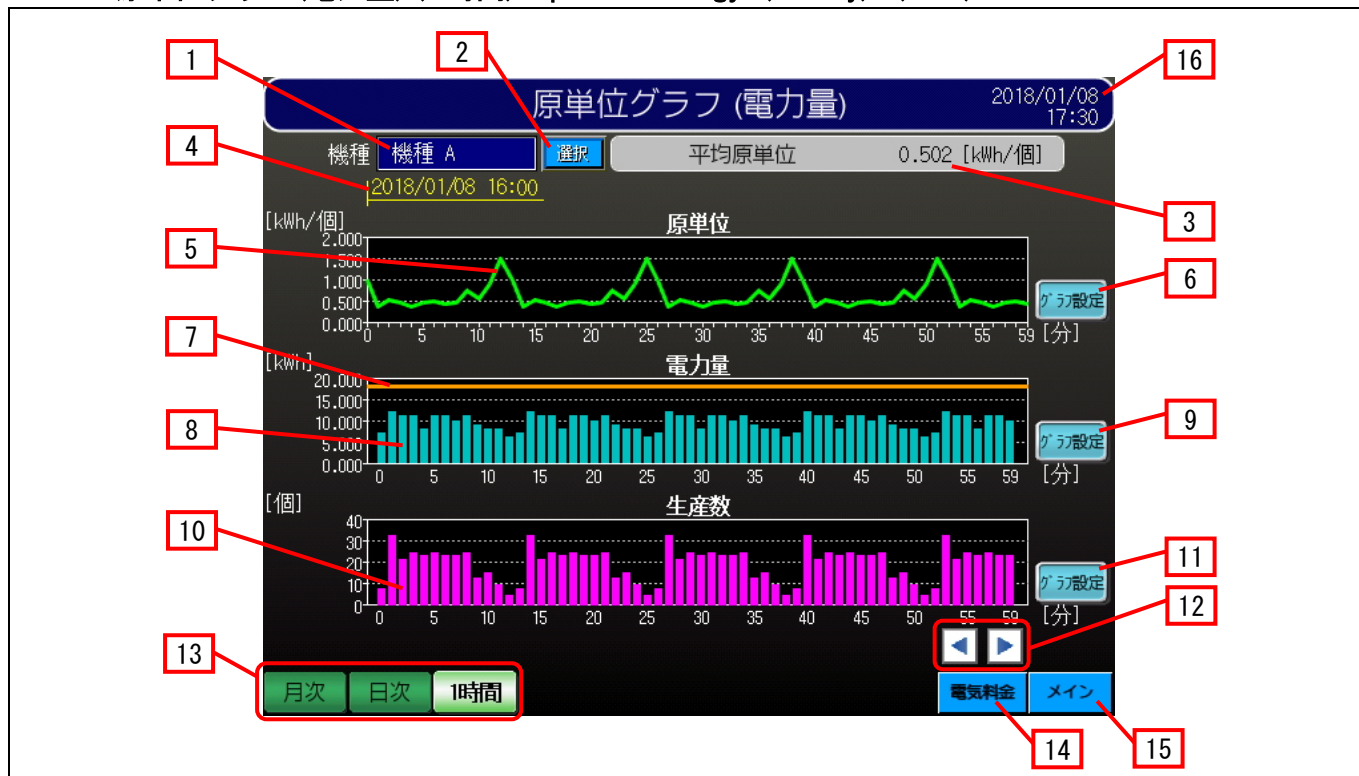 1
2
16
原単位グラフ (電力量)
2018/01/08
17:30
4
機種
機種 A
選択
平均原単位
0.502 [kWh/個]
2018/01/08 16:00
3
[kWh/個]
原単位
5
2.000
1.500
1.000
0.500
0.000
6
グラフ設定
0 5 10 15 20 25 30 35 40 45 50 55 59 [分]
7
[kWh]
電力量
20.000
15.000
10.000
5.000
0.000
8
9
グラフ設定
0 5 10 15 20 25 30 35 40 45 50 55 59 [分]
[個]
生産数
10
40
30
20
10
0
11
グラフ設定
0 5 10 15 20 25 30 35 40 45 50 55 59 [分]
12
13
月次
日次
1時間
電気料金
メイン
14
15